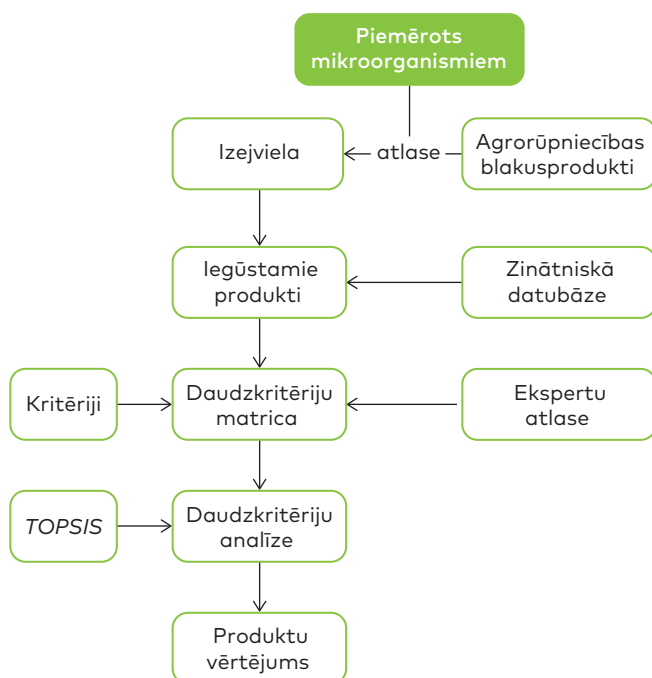 Piemērots
mikroorganismiem
Izejviela
atlase
Agrorūpniecības
blakusprodukti
Iegūstamie
produkti
Zinātniskā
datubāze
Kritēriji
Daudzkritēriju
matrica
Ekspertu
atlase
TOPSIS
Daudzkritēriju
analīze
Produktu
vērtējums